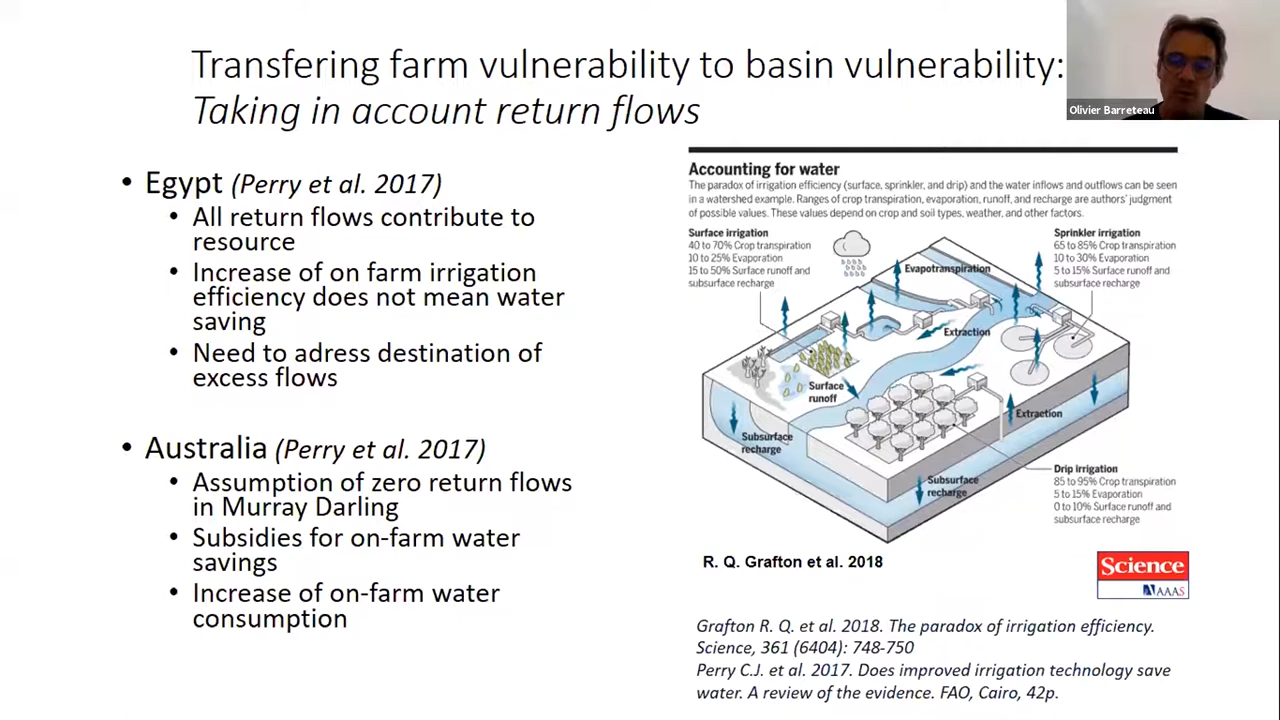 Transfering farm vulnerability to basin vulnerability:
Taking in account return flows
Olivier Barreteau
• Egypt (Perry et al. 2017)
• All return flows contribute to
resource
• Increase of on farm irrigation
efficiency does not mean water
saving
• Need to adress destination of
excess flows
• Australia (Perry et al. 2017)
• Assumption of zero return flows
in Murray Darling
• Subsidies for on-farm water
savings
• Increase of on-farm water
consumption
Accounting for water
The paradox of irrigation efficiency (surface, sprinkler, and drip) and the water inflows and outflows can be seen
in a watershed example. Ranges of crop transpiration, evaporation, runoff, and recharge are authors' judgment
of possible values. These values depend on crop and soil types, weather, and other factors.
Surface irrigation
40 to 70% Crop transpiration
10 to 25% Evaporation
15 to 50% Surface runoff and
subsurface recharge
Sprinkler irrigation
65 to 85% Crop transpiration
10 to 30% Evaporation
5 to 15% Surface runoff and
subsurface recharge
Evapotranspiration
Extraction
Surface
runoff
Extraction
Subsurface
recharge
Subsurface
recharge
Drip irrigation
85 to 95% Crop transpiration
5 to 15% Evaporation
0 to 10% Surface runoff and
subsurface recharge
R. Q. Grafton et al. 2018
Science
AAAS
Grafton R. Q. et al. 2018. The paradox of irrigation efficiency.
Science, 361 (6404): 748-750
Perry C.J. et al. 2017. Does improved irrigation technology save
water. A review of the evidence. FAO, Cairo, 42p.